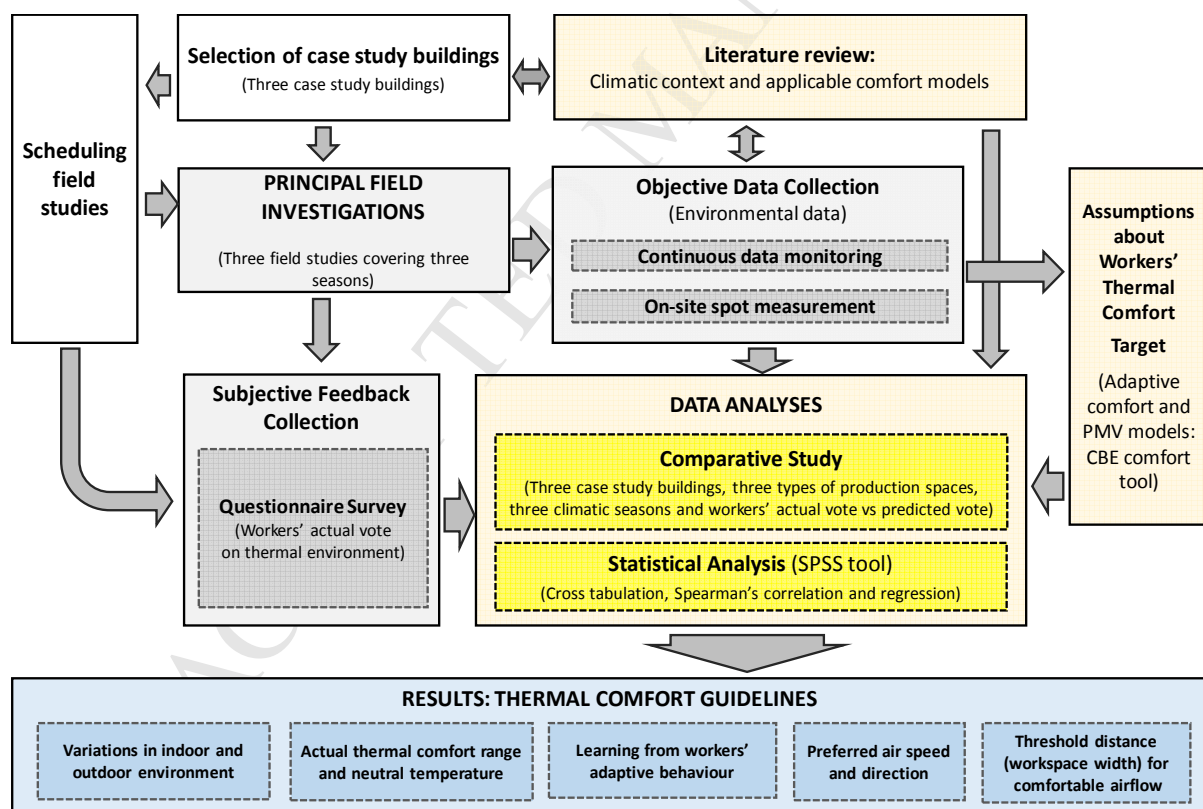 Selection of case study buildings
(Three case study buildings)
Literature review:
Climatic context and applicable comfort models
Scheduling
field
studies
PRINCIPAL FIELD
INVESTIGATIONS
(Three field studies covering three
seasons)
Objective Data Collection
(Environmental data)
Continuous data monitoring
On-site spot measurement
Assumptions
about
Workers’
Thermal
Comfort
Target
(Adaptive
comfort and
PMV models:
CBE comfort
tool)
Subjective Feedback
Collection
Questionnaire Survey
(Workers’ actual vote
on thermal environment)
DATA ANALYSES
Comparative Study
(Three case study buildings, three types of production spaces,
three climatic seasons and workers’ actual vote vs predicted vote)
Statistical Analysis (SPSS tool)
(Cross tabulation, Spearman’s correlation and regression)
RESULTS: THERMAL COMFORT GUIDELINES
Variations in indoor and
outdoor environment
Actual thermal comfort range
and neutral temperature
Learning from workers’
adaptive behaviour
Preferred air speed
and direction
Threshold distance
(workspace width) for
comfortable airflow